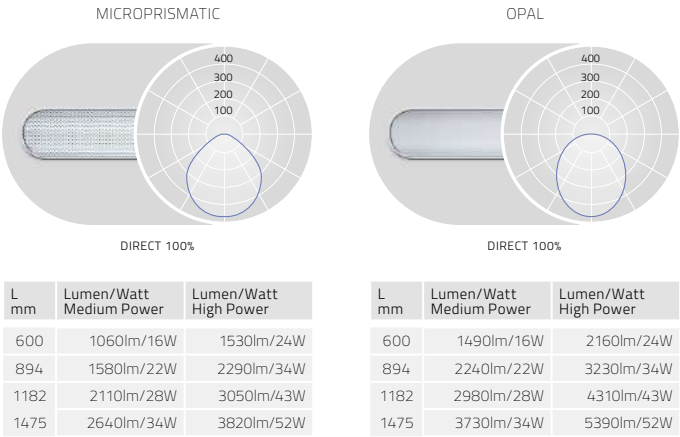 MICROPRISMATIC
400
300
200
100
DIRECT 100%
L mm Lumen/Watt Medium Power Lumen/Watt High Power
600 1060lm/16W 1530lm/24W
894 1580lm/22W 2290lm/34W
1182 2110lm/28W 3050lm/43W
1475 2640lm/34W 3820lm/52W
OPAL
400
300
200
100
DIRECT 100%
L mm Lumen/Watt Medium Power Lumen/Watt High Power
600 1490lm/16W 2160lm/24W
894 2240lm/22W 3230lm/34W
1182 2980lm/28W 4310lm/43W
1475 3730lm/34W 5390lm/52W